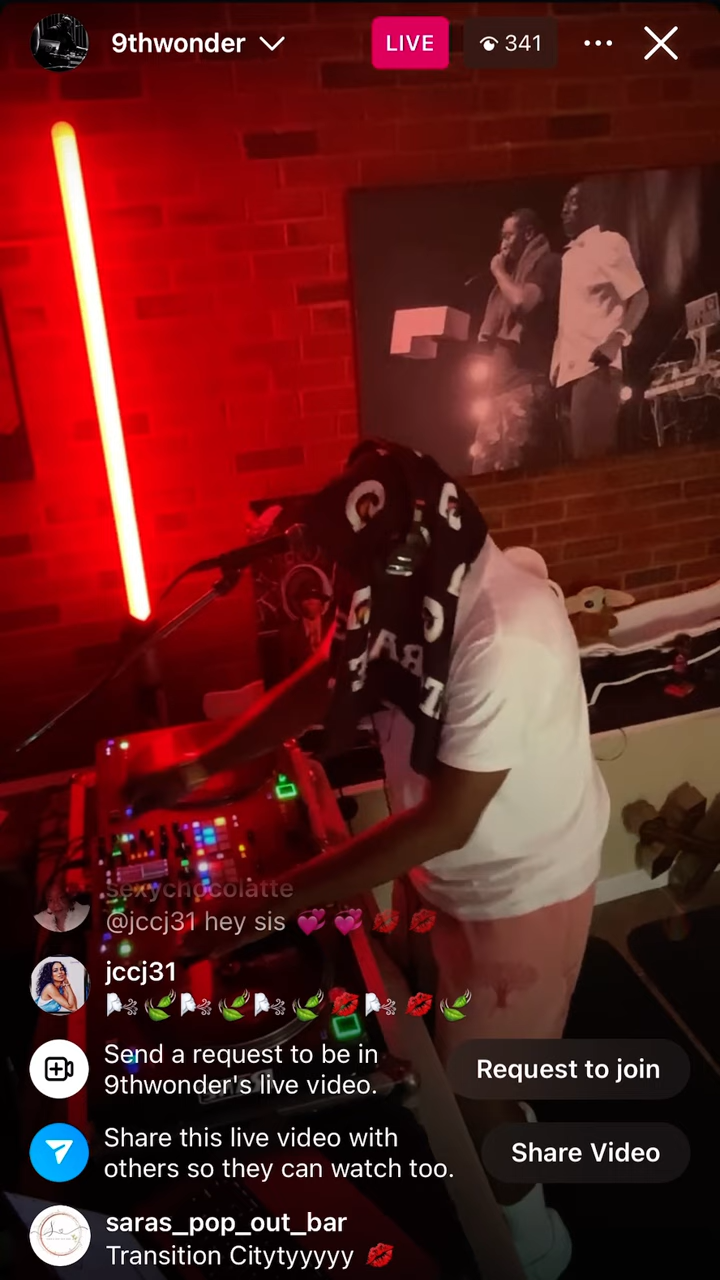 9thwonder
LIVE
341
sexychocolatte
@jccj31 hey sis 💞 💞 💋 💋
jccj31
🌬️🍃🌬️🍃🌬️🍃💋🌬️💋🍃
Send a request to be in
9thwonder's live video.
Request to join
Share this live video with
others so they can watch too.
Share Video
saras_pop_out_bar
Transition Citytyyyyy 💋